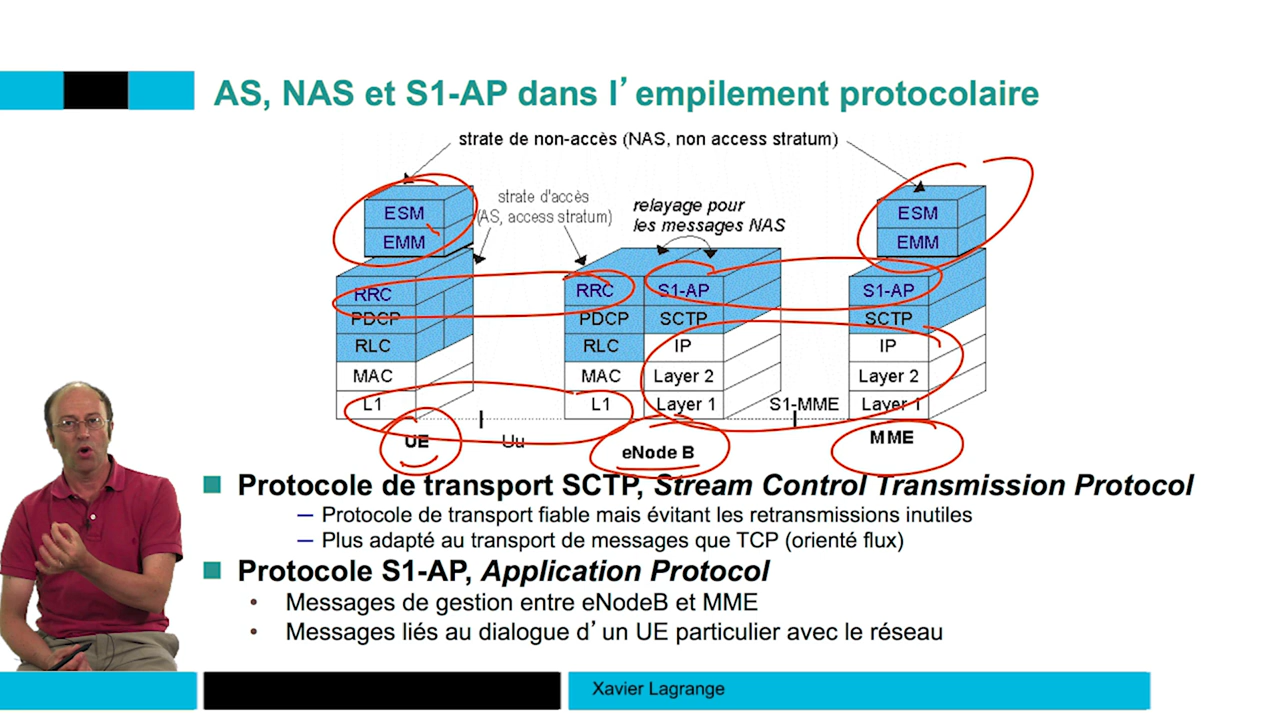 AS, NAS et S1-AP dans l’empilement protocolaire
strate de non-accès (NAS, non access stratum)
strate d'accès
(AS, access stratum)
relayage pour
les messages NAS
ESM
EMM
ESM
EMM
RRC
PDCP
RLC
MAC
L1
RRC
PDCP
RLC
MAC
L1
S1-AP
SCTP
IP
Layer 2
Layer 1
S1-AP
SCTP
IP
Layer 2
Layer 1
S1-MME
UE
Uu
eNode B
MME
Protocole de transport SCTP, Stream Control Transmission Protocol
— Protocole de transport fiable mais évitant les retransmissions inutiles
— Plus adapté au transport de messages que TCP (orienté flux)
Protocole S1-AP, Application Protocol
• Messages de gestion entre eNodeB et MME
• Messages liés au dialogue d’un UE particulier avec le réseau
Xavier Lagrange